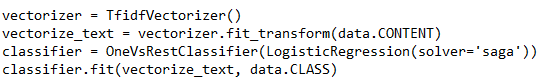 vectorizer = TfidfVectorizer()
vectorize_text = vectorizer.fit_transform(data.CONTENT)
classifier = OneVsRestClassifier(LogisticRegression(solver='saga'))
classifier.fit(vectorize_text, data.CLASS)